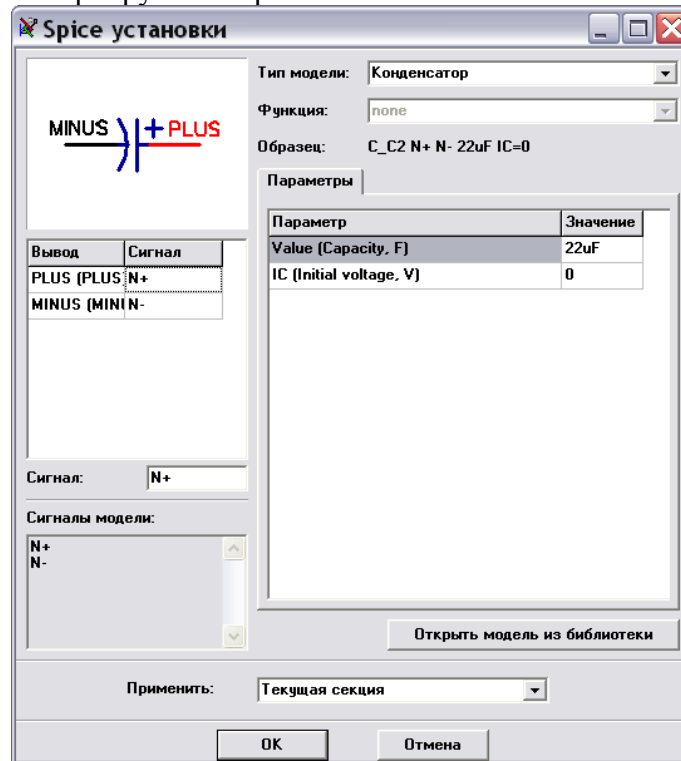 Spice установки
MINUS + PLUS
Тип модели: Конденсатор
Функция: none
Образец: C_C2 N+ N- 22uF IC=0
Параметры
Параметр Значение
Value (Capacity, F) 22uF
IC (Initial voltage, V) 0
Вывод Сигнал
PLUS (PLUS N+
MINUS (MINI N-
Сигнал: N+
Сигналы модели:
N+
N-
Открыть модель из библиотеки
Применить: Текущая секция
OK Отмена